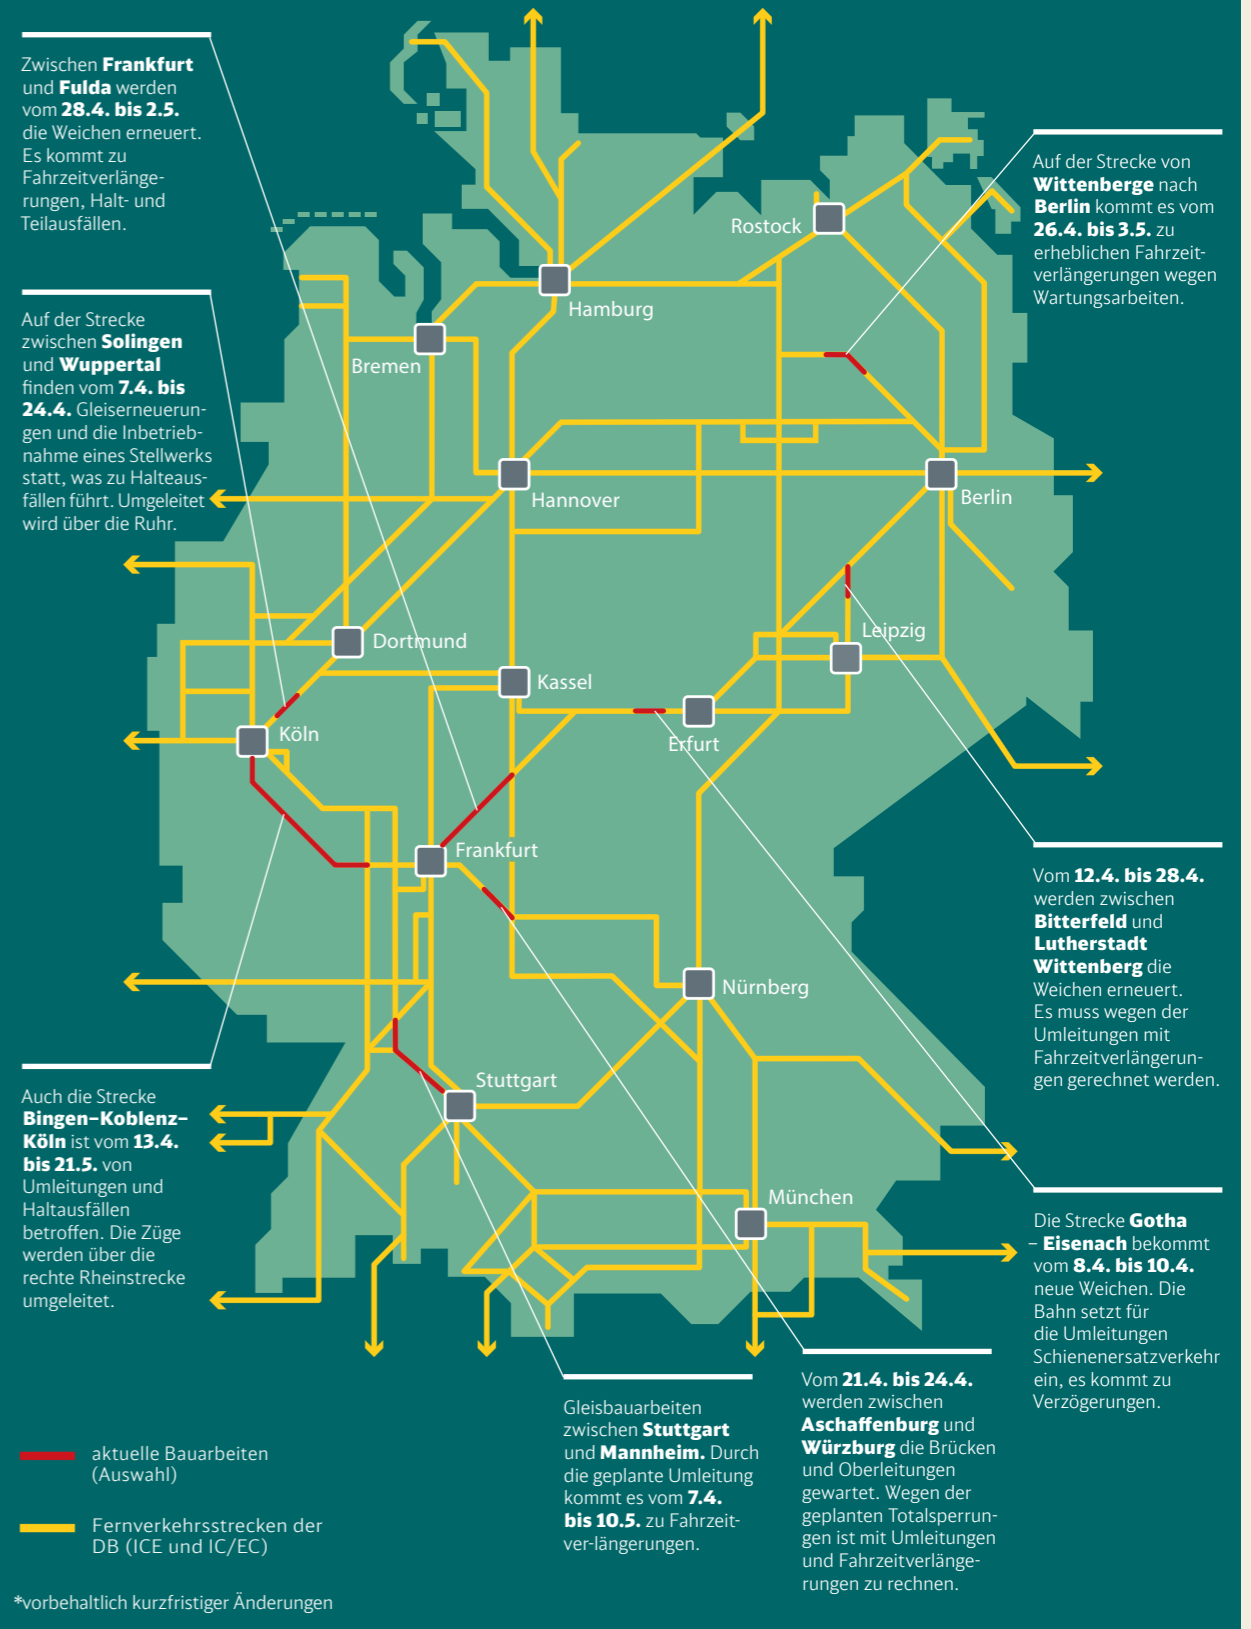 Zwischen Frankfurt
und Fulda werden
vom 28.4. bis 2.5.
die Weichen erneuert.
Es kommt zu
Fahrzeitverlänge-
rungen, Halt- und
Teilausfällen.
Auf der Strecke
zwischen Solingen
und Wuppertal
finden vom 7.4. bis
24.4. Gleiserneuerun-
gen und die Inbetrieb-
nahme eines Stellwerks
statt, was zu Halteaus-
fällen führt. Umgeleitet
wird über die Ruhr.
Auch die Strecke
Bingen–Koblenz–
Köln ist vom 13.4.
bis 21.5. von
Umleitungen und
Haltausfällen
betroffen. Die Züge
werden über die
rechte Rheinstrecke
umgeleitet.
Rostock
Hamburg
Bremen
Hannover
Berlin
Dortmund
Leipzig
Kassel
Köln
Erfurt
Frankfurt
Nürnberg
Stuttgart
München
Auf der Strecke von
Wittenberge nach
Berlin kommt es vom
26.4. bis 3.5. zu
erheblichen Fahrzeit-
verlängerungen wegen
Wartungsarbeiten.
Vom 12.4. bis 28.4.
werden zwischen
Bitterfeld und
Lutherstadt
Wittenberg die
Weichen erneuert.
Es muss wegen der
Umleitungen mit
Fahrzeitverlängerun-
gen gerechnet werden.
Die Strecke Gotha
– Eisenach bekommt
vom 8.4. bis 10.4.
neue Weichen. Die
Bahn setzt für
die Umleitungen
Schienenersatzverkehr
ein, es kommt zu
Verzögerungen.
Gleisbauarbeiten
zwischen Stuttgart
und Mannheim. Durch
die geplante Umleitung
kommt es vom 7.4.
bis 10.5. zu Fahrzeit-
ver-längerungen.
Vom 21.4. bis 24.4.
werden zwischen
Aschaffenburg und
Würzburg die Brücken
und Oberleitungen
gewartet. Wegen der
geplanten Totalsperrun-
gen ist mit Umleitungen
und Fahrzeitverlänge-
rungen zu rechnen.
aktuelle Bauarbeiten
(Auswahl)
Fernverkehrsstrecken der
DB (ICE und IC/EC)
*vorbehaltlich kurzfristiger Änderungen